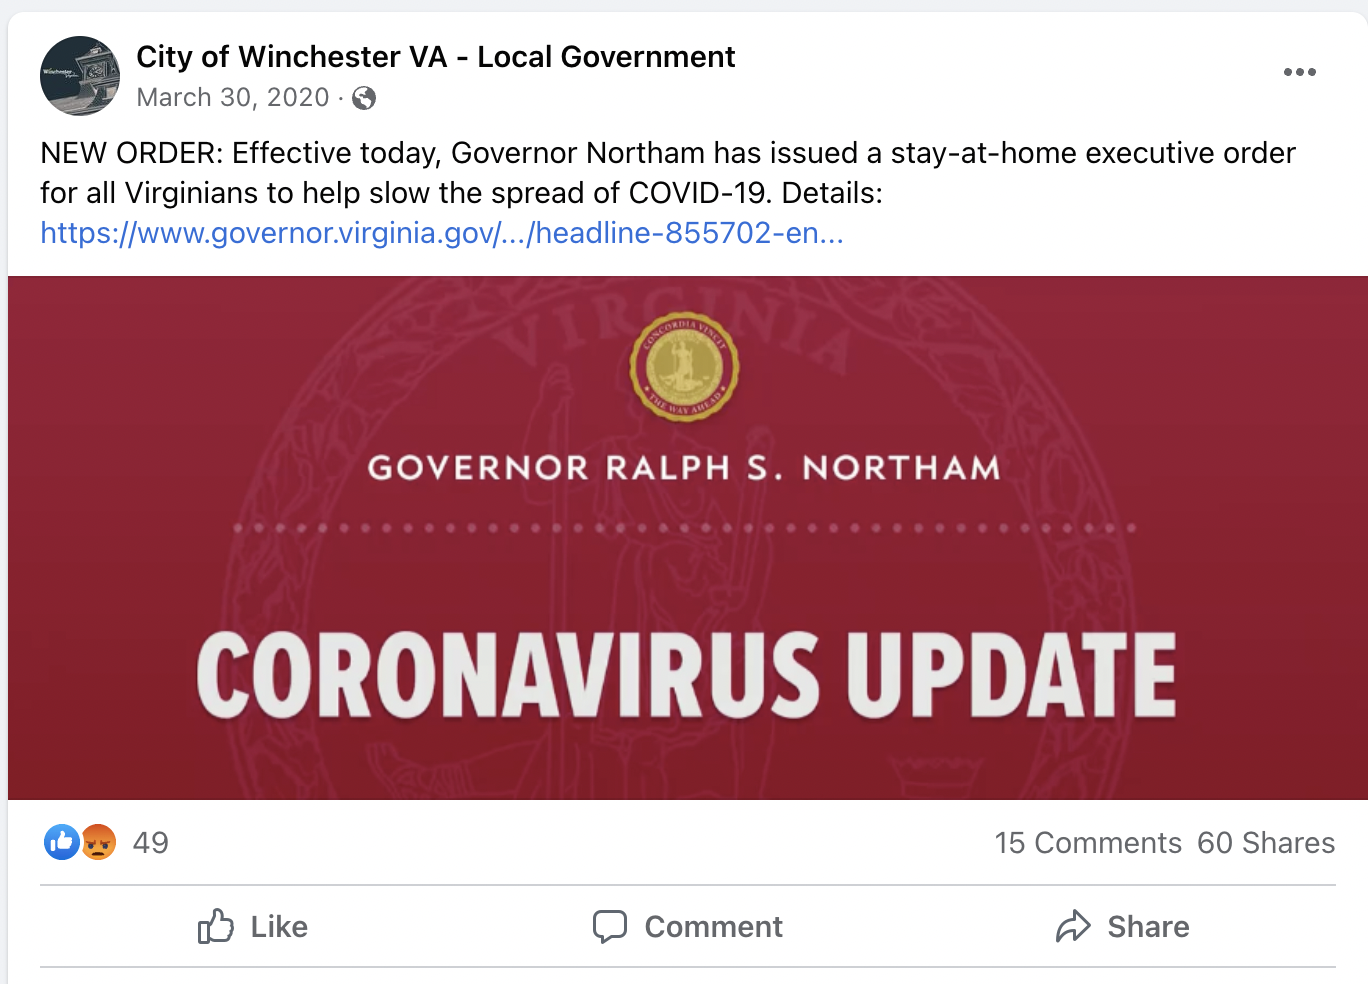 City of Winchester VA - Local Government
March 30, 2020 ·
NEW ORDER: Effective today, Governor Northam has issued a stay-at-home executive order
for all Virginians to help slow the spread of COVID-19. Details:
https://www.governor.virginia.gov/.../headline-855702-en...
VIRGINIA
CONCORDIA VINCIT
THE WAY AHEAD
GOVERNOR RALPH S. NORTHAM
CORONAVIRUS UPDATE
49
15 Comments 60 Shares
Like
Comment
Share